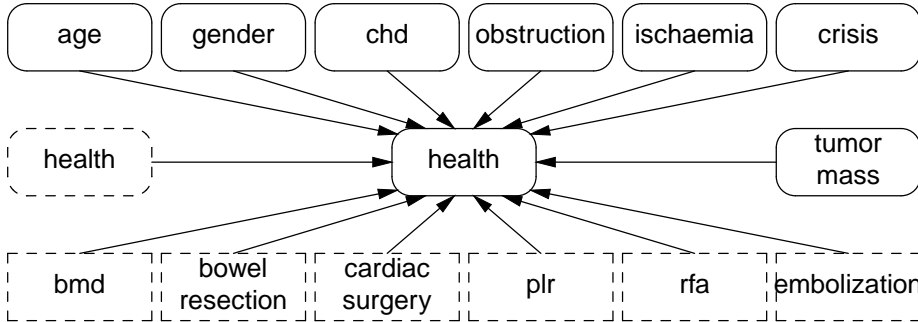 age
gender
chd
obstruction
ischaemia
crisis
health
health
tumor
mass
bmd
bowel
resection
cardiac
surgery
plr
rfa
embolization